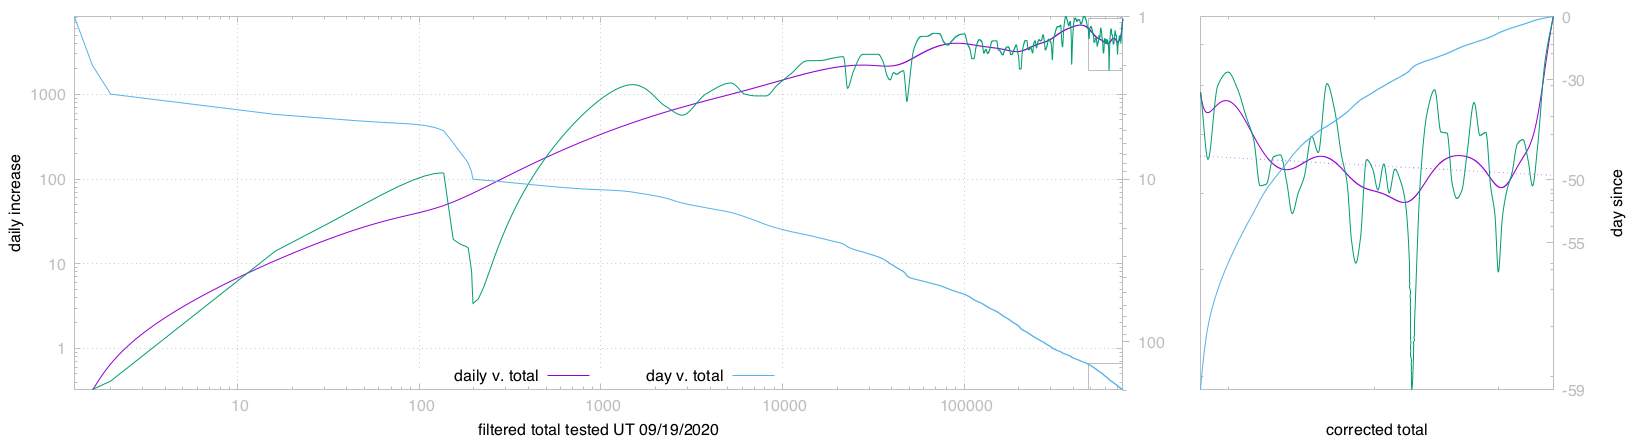 daily increase
1000
100
10
1
10
100
1000
10000
100000
filtered total tested UT 09/19/2020
daily v. total
day v. total
1
10
100
corrected total
0
-30
-50
-55
-59
day since